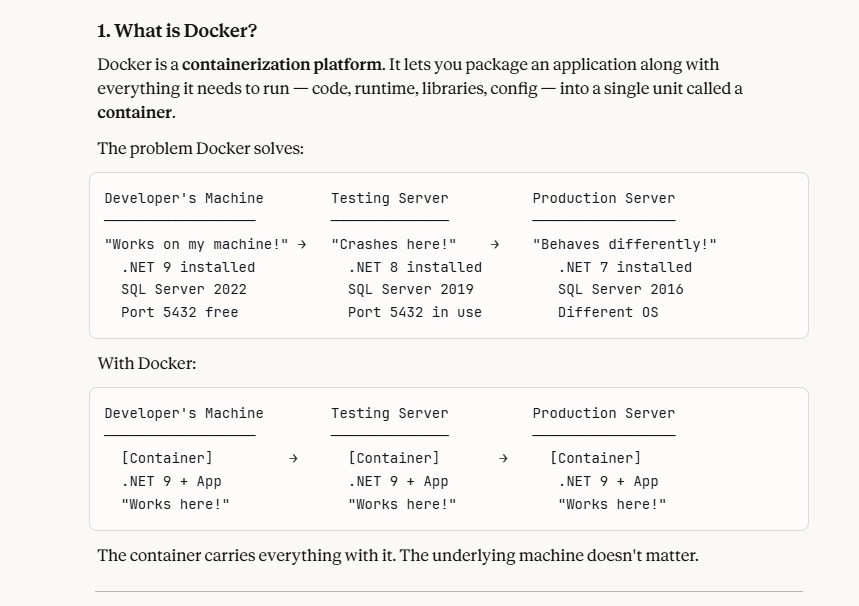 1. What is Docker?
Docker is a containerization platform. It lets you package an application along with
everything it needs to run — code, runtime, libraries, config — into a single unit called a
container.
The problem Docker solves:
Developer's Machine        Testing Server          Production Server
──────────────────         ──────────────          ─────────────────
"Works on my machine!" →   "Crashes here!"    →    "Behaves differently!"
  .NET 9 installed           .NET 8 installed         .NET 7 installed
  SQL Server 2022            SQL Server 2019          SQL Server 2016
  Port 5432 free             Port 5432 in use         Different OS
With Docker:
Developer's Machine        Testing Server          Production Server
──────────────────         ──────────────          ─────────────────
  [Container]         →      [Container]       →     [Container]
  .NET 9 + App               .NET 9 + App             .NET 9 + App
  "Works here!"              "Works here!"            "Works here!"
The container carries everything with it. The underlying machine doesn't matter.